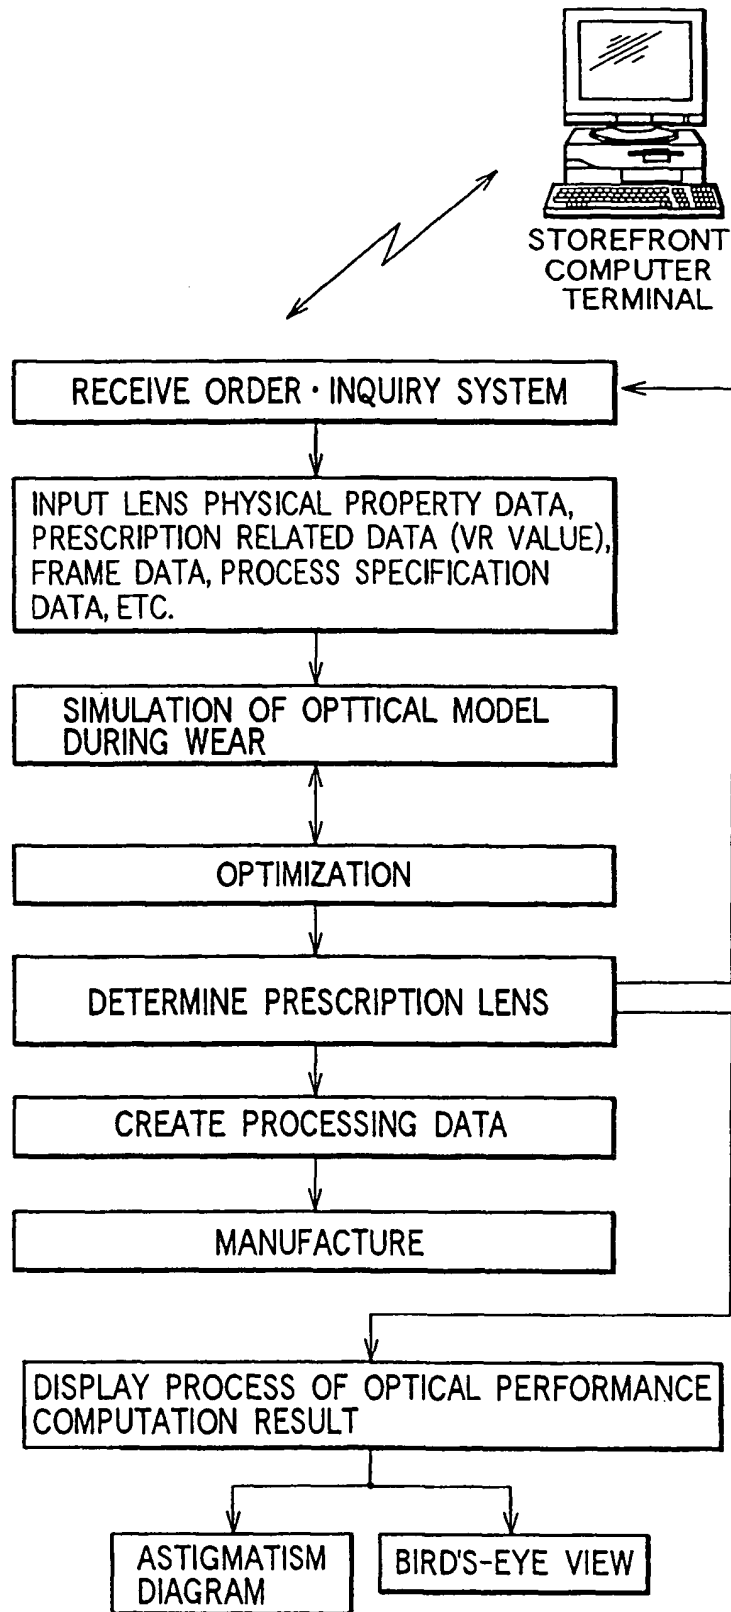 STOREFRONT
COMPUTER
TERMINAL
RECEIVE ORDER · INQUIRY SYSTEM
INPUT LENS PHYSICAL PROPERTY DATA,
PRESCRIPTION RELATED DATA (VR VALUE),
FRAME DATA, PROCESS SPECIFICATION
DATA, ETC.
SIMULATION OF OPTTICAL MODEL
DURING WEAR
OPTIMIZATION
DETERMINE PRESCRIPTION LENS
CREATE PROCESSING DATA
MANUFACTURE
DISPLAY PROCESS OF OPTICAL PERFORMANCE
COMPUTATION RESULT
ASTIGMATISM
DIAGRAM
BIRD'S-EYE VIEW